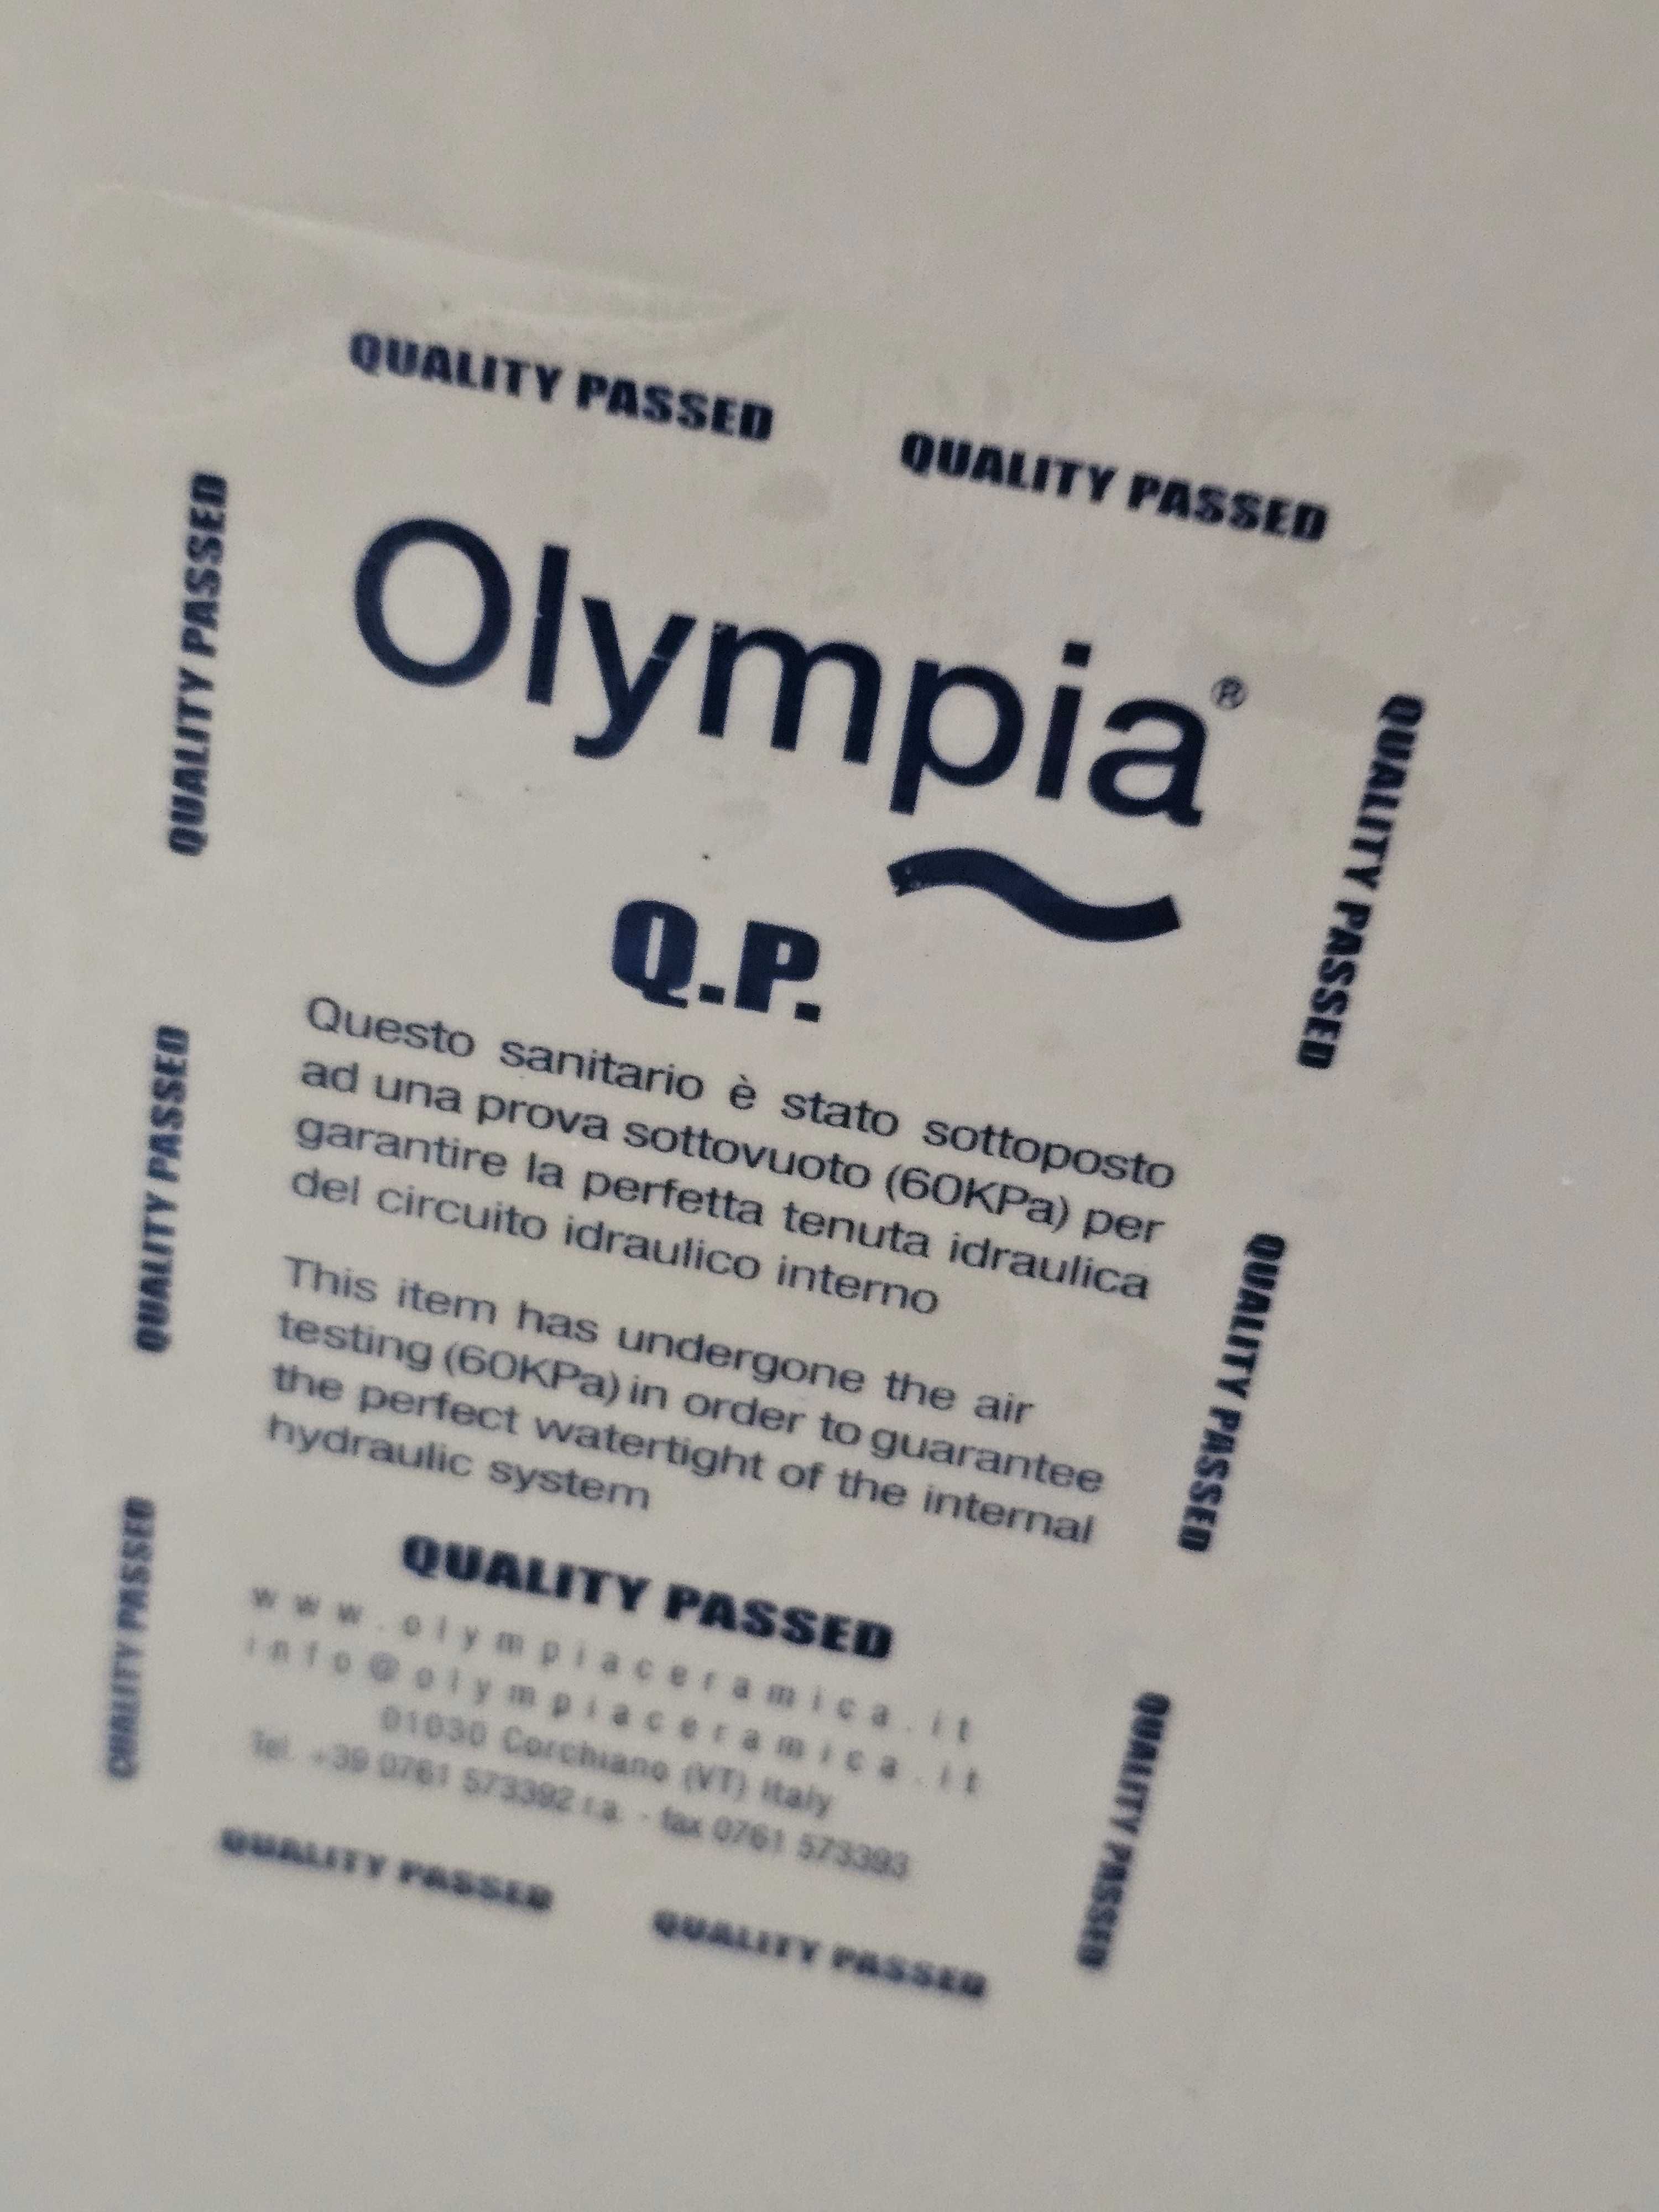 QUALITY PASSED
QUALITY PASSED
QUALITY PASSED
Olympia®
QUALITY PASSED
Q.P.
Questo sanitario è stato sottoposto
ad una prova sottovuoto (60KPa) per
garantire la perfetta tenuta idraulica
del circuito idraulico interno
QUALITY PASSED
This item has undergone the air
testing (60KPa) in order to guarantee
the perfect watertight of the internal
hydraulic system
QUALITY PASSED
QUALITY PASSED
www.olympiaceramica.it
info@olympiaceramica.it
01030 Corchiano (VT) Italy
Tel. +39 0761 573392 r.a. - fax 0761 573393
QUALITY PASSED
QUALITY PASSED
QUALITY PASSED
QUALITY PASSED